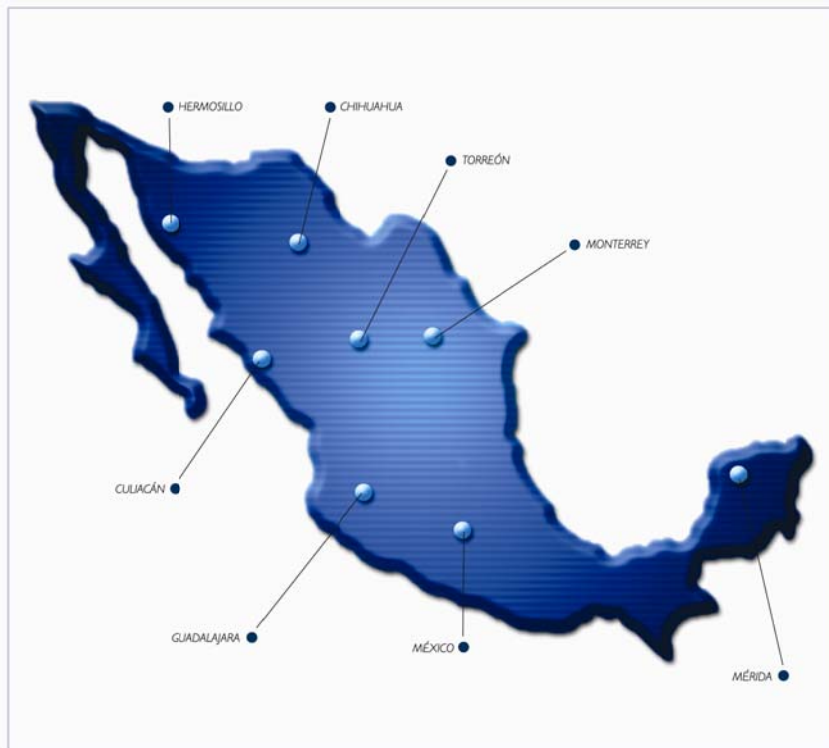 HERMOSILLO
CHIHUAHUA
TORREÓN
MONTERREY
CULIACÁN
GUADALAJARA
MÉXICO
MÉRIDA